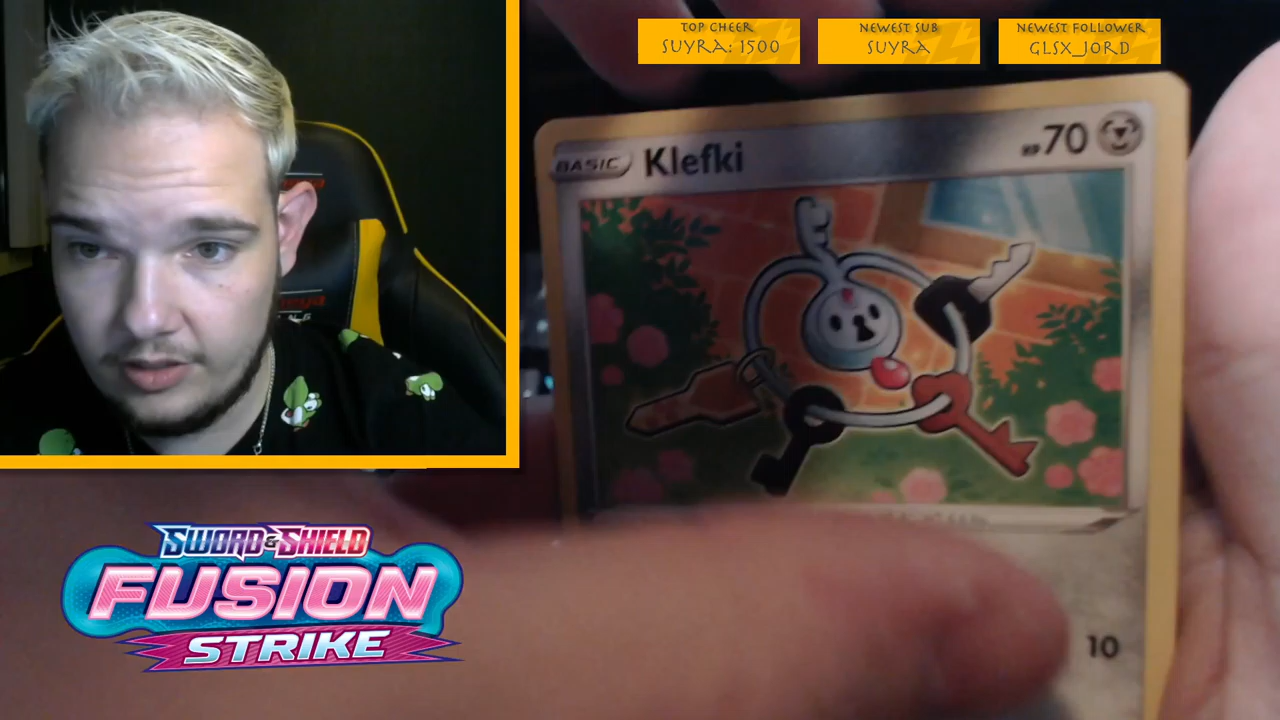 TOP CHEER
SUYRA: 1500
NEWEST SUB
SUYRA
NEWEST FOLLOWER
GLSX_JORD
BASIC
Klefki
HP70
SWORD & SHIELD
FUSION
STRIKE
10